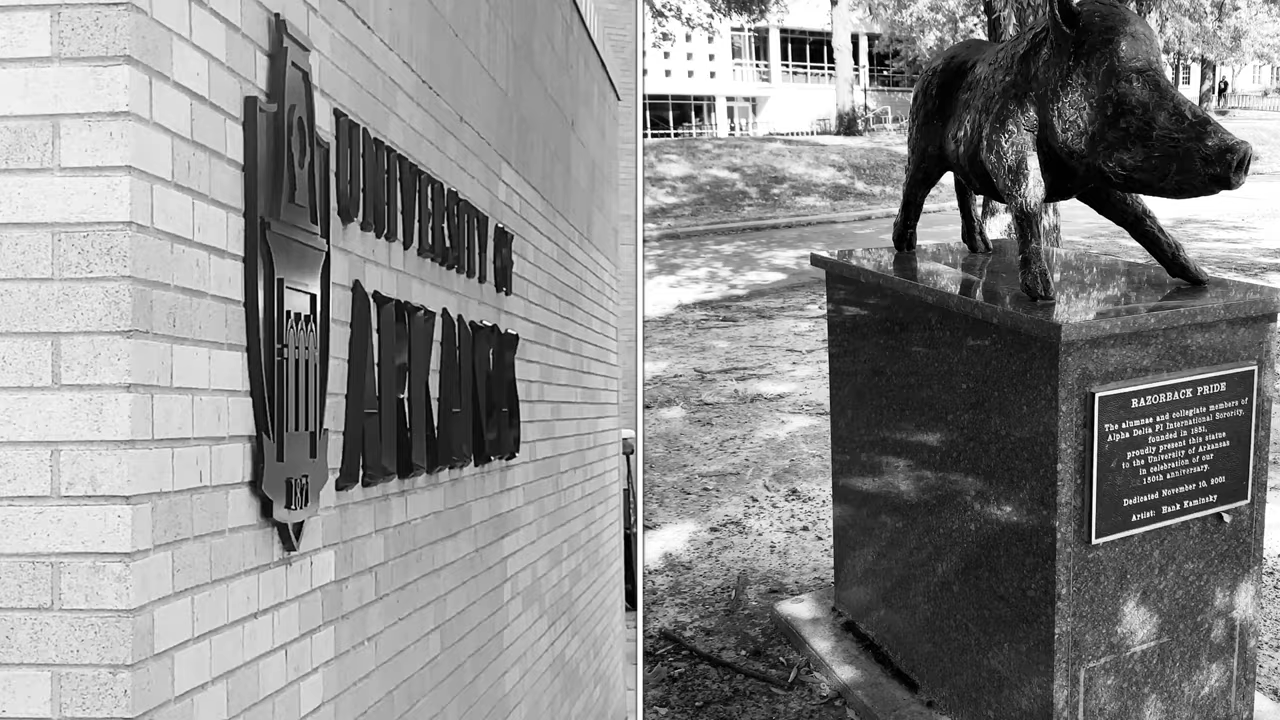 UNIVERSITY OF
ARKANSAS
1871
RAZORBACK PRIDE
The alumnae and collegiate members of
Alpha Delta Pi International Sorority,
founded in 1851,
proudly present this statue
to the University of Arkansas
in celebration of our
150th anniversary.
Dedicated November 10, 2001
Artist: Hank Kaminsky